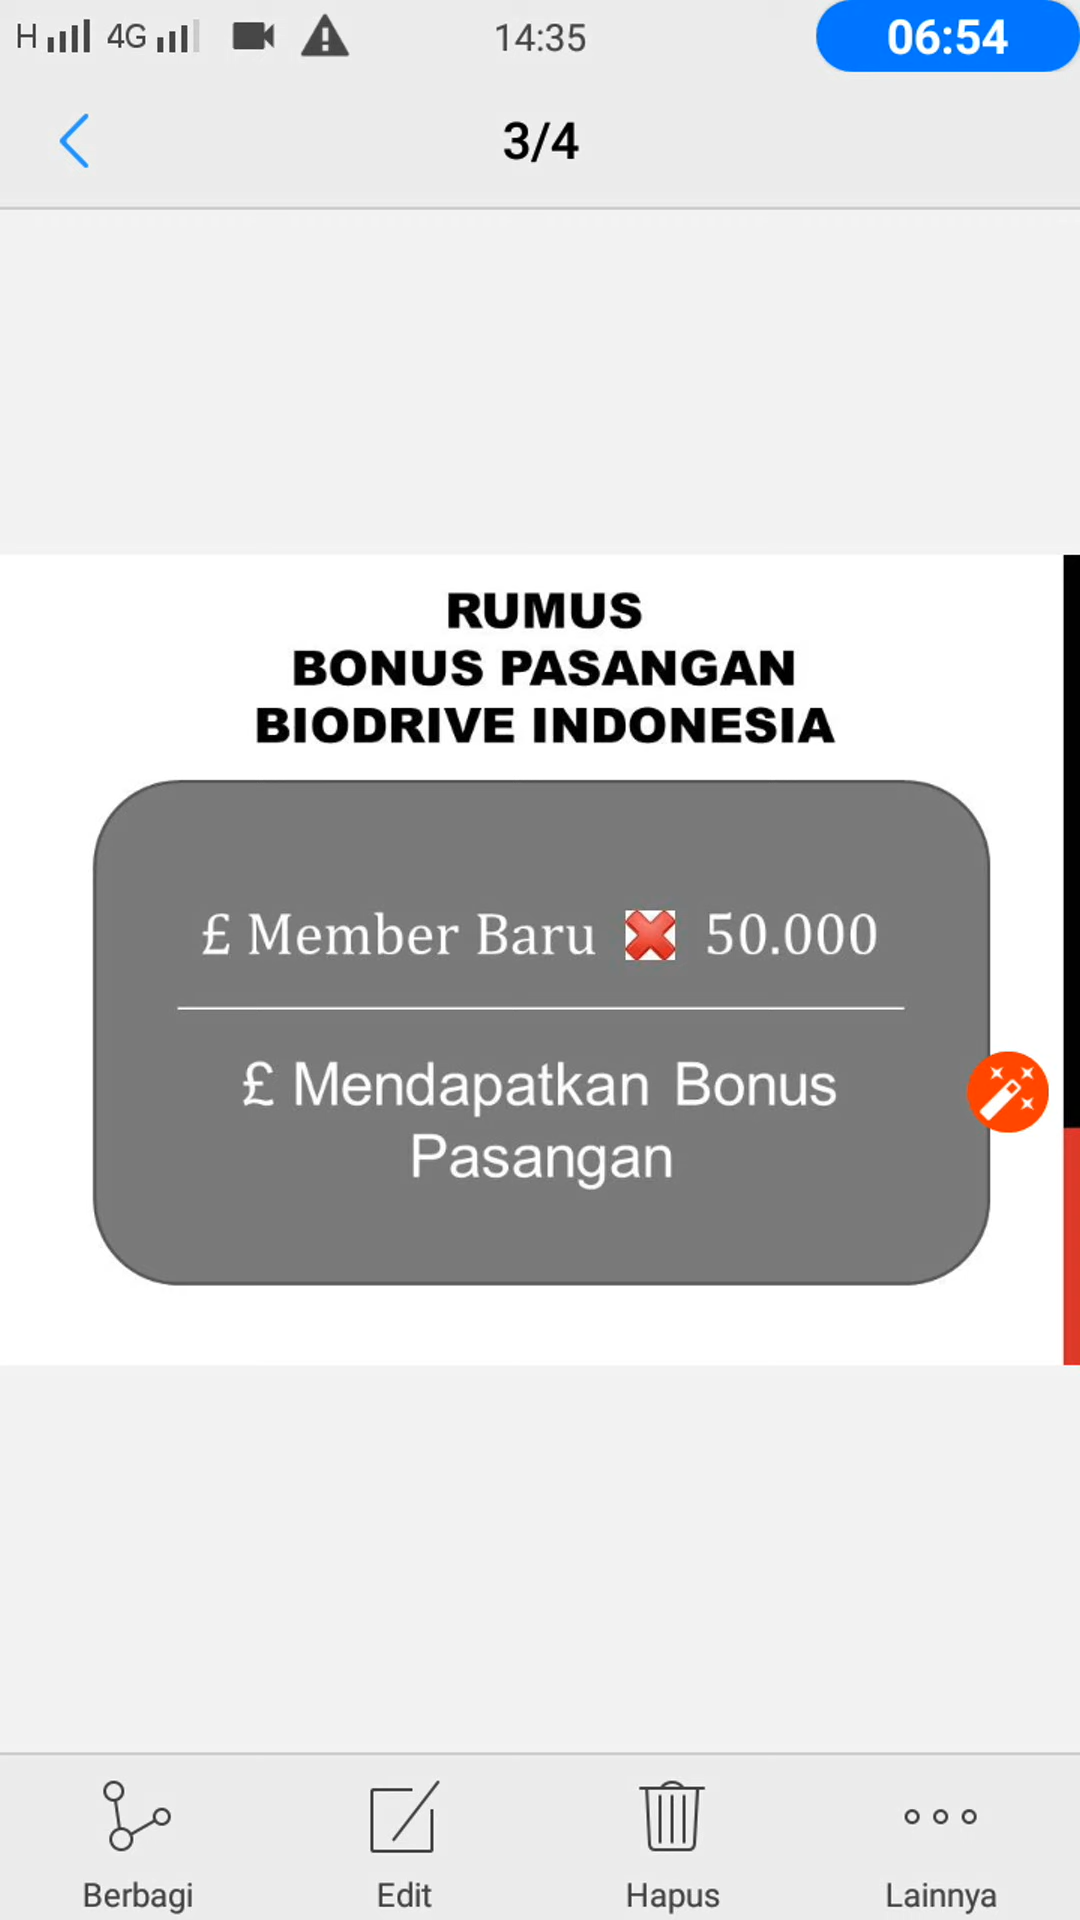 H 4G 14:35 06:54
3/4
RUMUS
BONUS PASANGAN
BIODRIVE INDONESIA
£ Member Baru ❌ 50.000
£ Mendapatkan Bonus
Pasangan
Berbagi Edit Hapus Lainnya